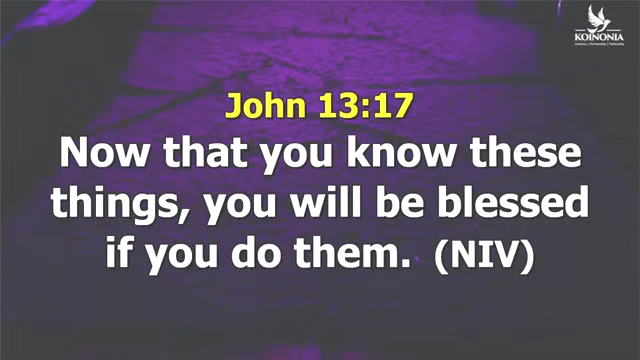 KOINONIA
John 13:17
Now that you know these
things, you will be blessed
if you do them. (NIV)